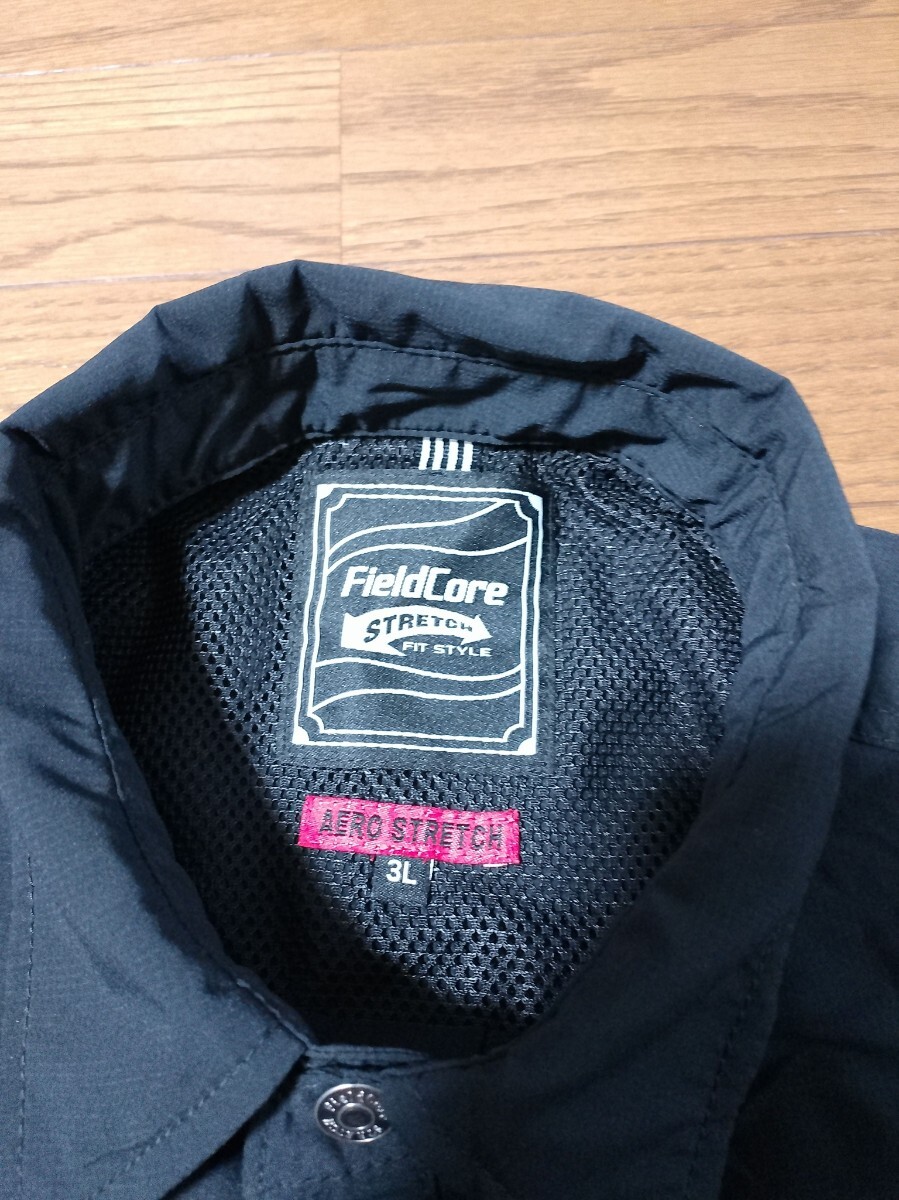 FieldCore
STRETCH
FIT STYLE
AERO STRETCH
3L